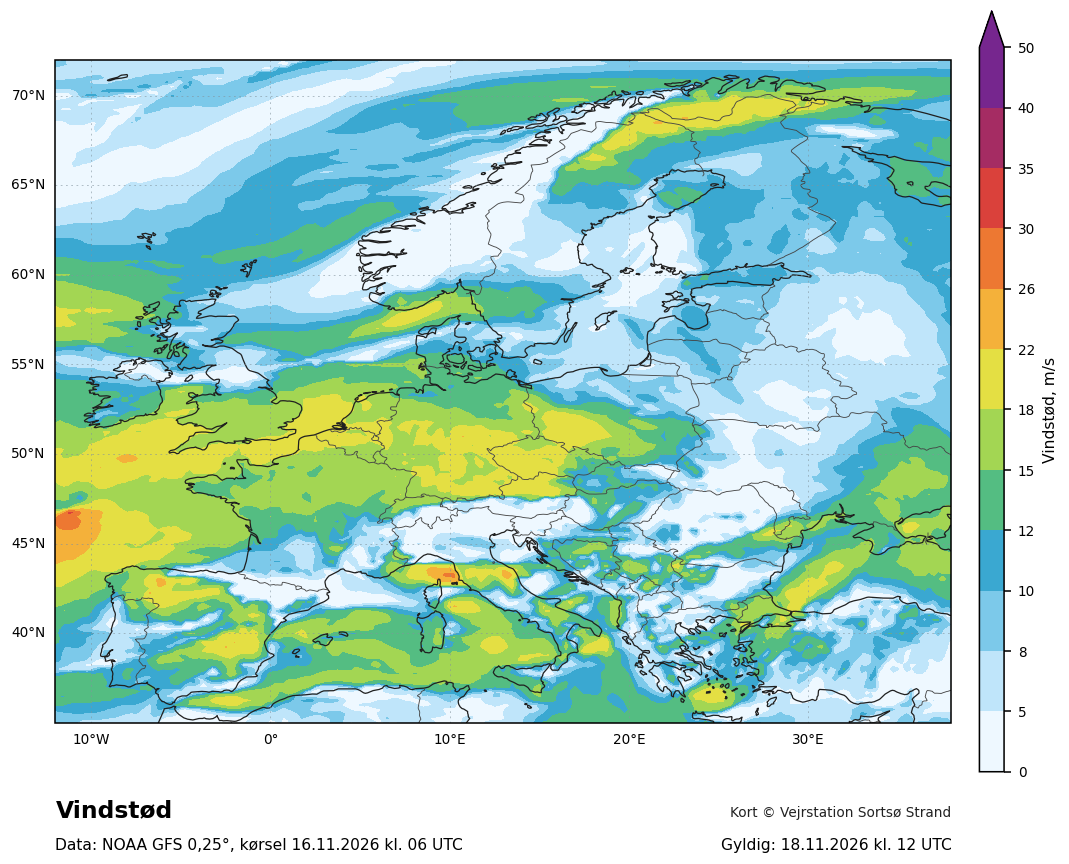 50
40
35
30
26
22
18
15
12
10
8
5
0
Vindstød, m/s
70°N
65°N
60°N
55°N
50°N
45°N
40°N
10°W
0°
10°E
20°E
30°E
Vindstød
Kort © Vejrstation Sortsø Strand
Data: NOAA GFS 0,25°, kørsel 16.11.2026 kl. 06 UTC
Gyldig: 18.11.2026 kl. 12 UTC